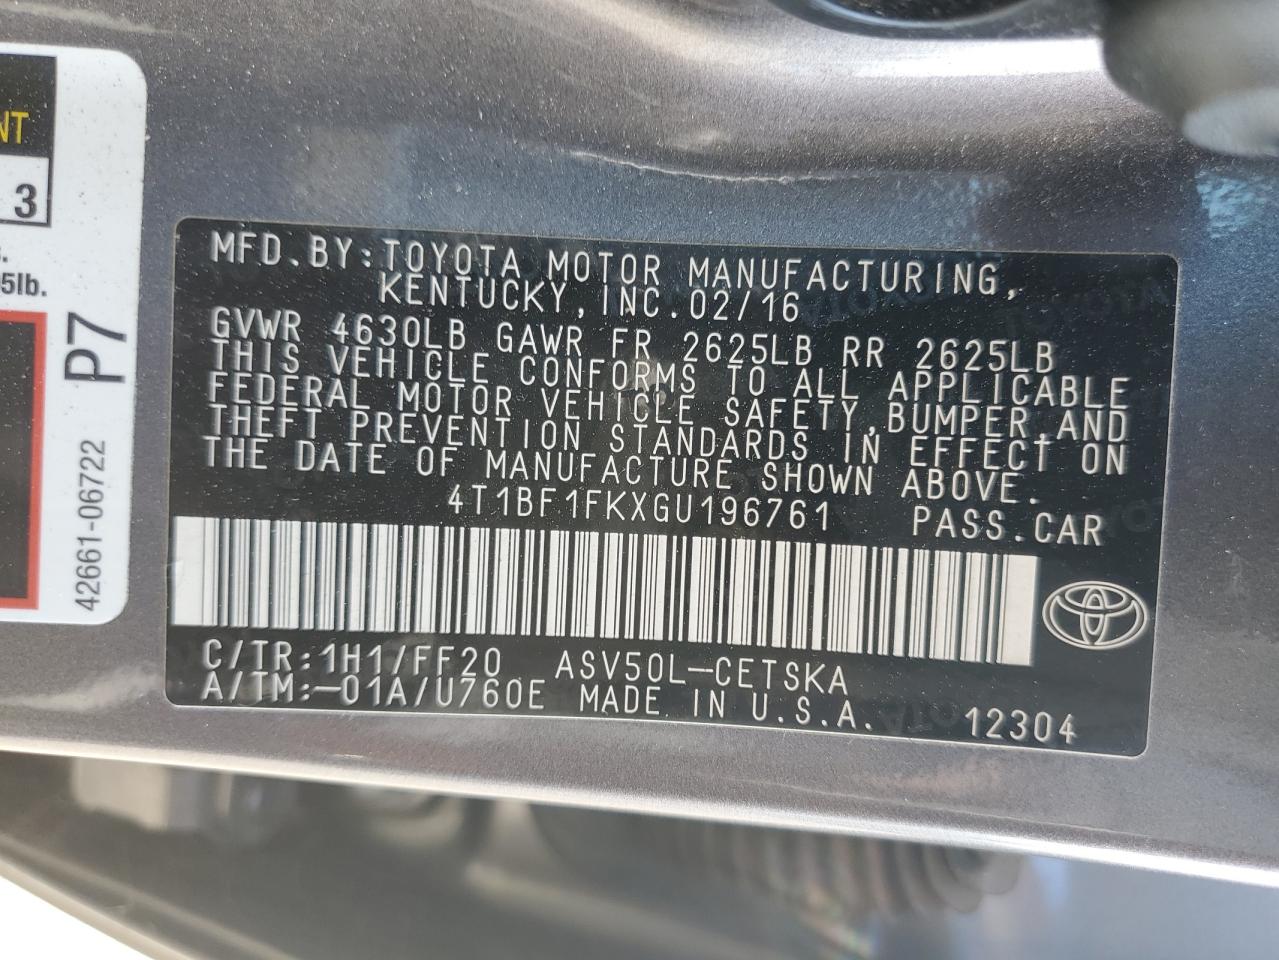 NT
3
5lb.
P7
42661-06722
MFD.BY:TOYOTA MOTOR MANUFACTURING,
KENTUCKY,INC.02/16
GVWR 4630LB GAWR FR 2625LB RR 2625LB
THIS VEHICLE CONFORMS TO ALL APPLICABLE
FEDERAL MOTOR VEHICLE SAFETY,BUMPER,AND
THEFT PREVENTION STANDARDS IN EFFECT ON
THE DATE OF MANUFACTURE SHOWN ABOVE.
4T1BF1FKXGU196761 PASS.CAR
C/TR:1H1/FF20 ASV50L-CETSKA
A/TM:-01A/U760E MADE IN U.S.A. 12304